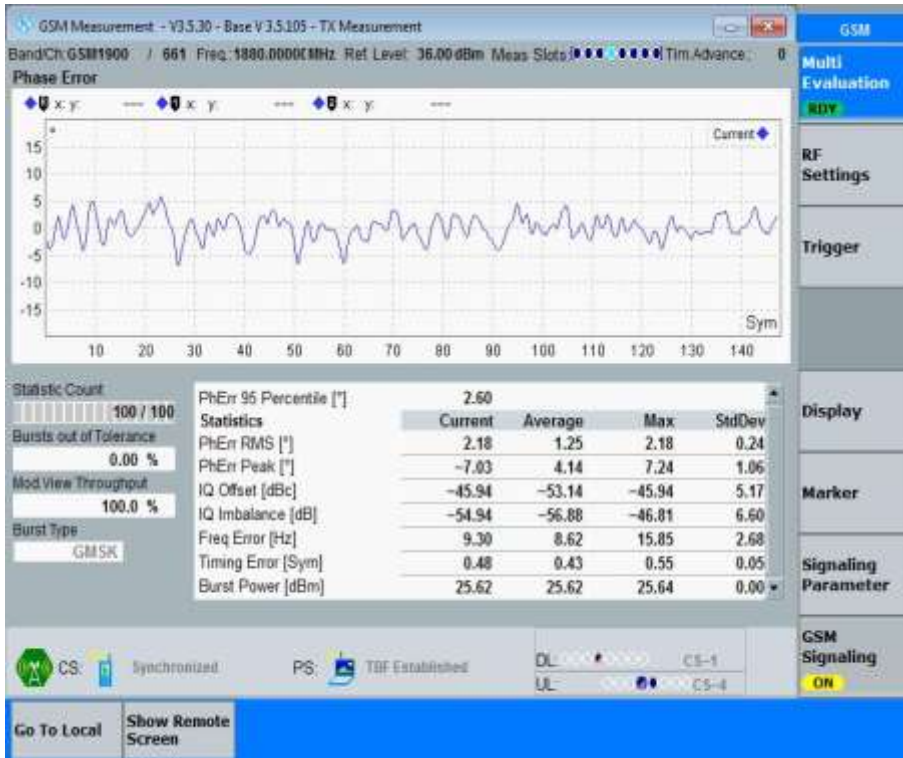 GSM Measurement - V3.5.30 - Base V 3.5.105 - TX Measurement
Band/Ch: GSM1900 / 661 Freq.: 1880.00000 MHz Ref. Level: 36.00 dBm Meas Slots: Tim.Advance.: 0
Phase Error
x: y: --- x: y: --- x: y: ---
°
Current
15
10
5
0
-5
-10
-15
Sym
10 20 30 40 50 60 70 80 90 100 110 120 130 140
Statistic Count
100 / 100
Bursts out of Tolerance
0.00 %
Mod.View Throughput
100.0 %
Burst Type
GMSK
PhErr 95 Percentile [°] 2.60
Statistics Current Average Max StdDev
PhErr RMS [°] 2.18 1.25 2.18 0.24
PhErr Peak [°] -7.03 4.14 7.24 1.06
IQ Offset [dBc] -45.94 -53.14 -45.94 5.17
IQ Imbalance [dB] -54.94 -56.88 -46.81 6.60
Freq Error [Hz] 9.30 8.62 15.85 2.68
Timing Error [Sym] 0.48 0.43 0.55 0.05
Burst Power [dBm] 25.62 25.62 25.64 0.00
CS: Synchronized PS: TBF Established
DL: CS-1
UL: CS-4
Go To Local
Show Remote
Screen
GSM
Multi
Evaluation
RDY
RF
Settings
Trigger
Display
Marker
Signaling
Parameter
GSM
Signaling
ON